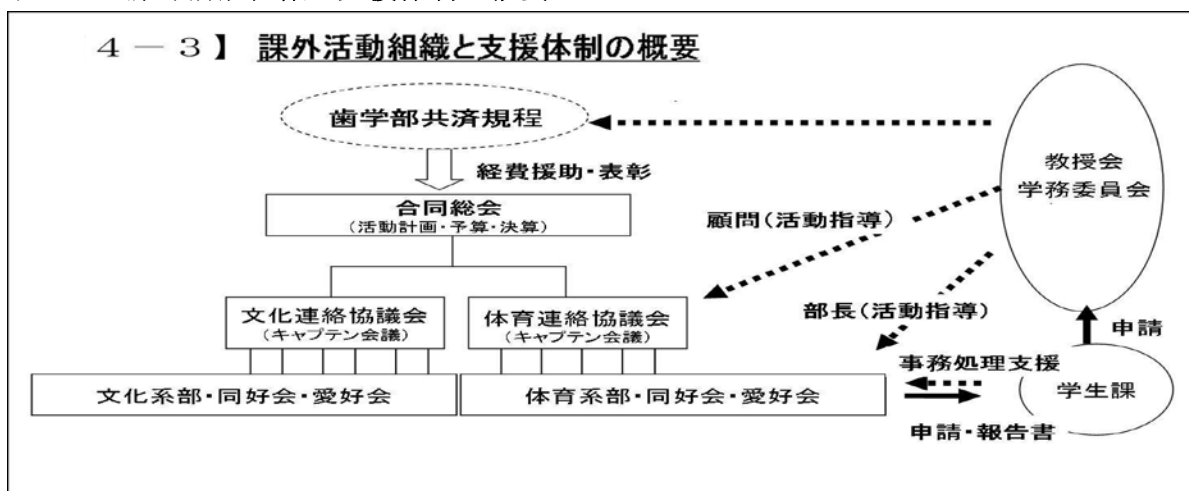 4-3】 課外活動組織と支援体制の概要
歯学部共済規程
経費援助・表彰
合同総会
(活動計画・予算・決算)
教授会
学務委員会
顧問(活動指導)
文化連絡協議会
(キャプテン会議)
体育連絡協議会
(キャプテン会議)
部長(活動指導)
申請
事務処理支援
文化系部・同好会・愛好会
体育系部・同好会・愛好会
学生課
申請・報告書